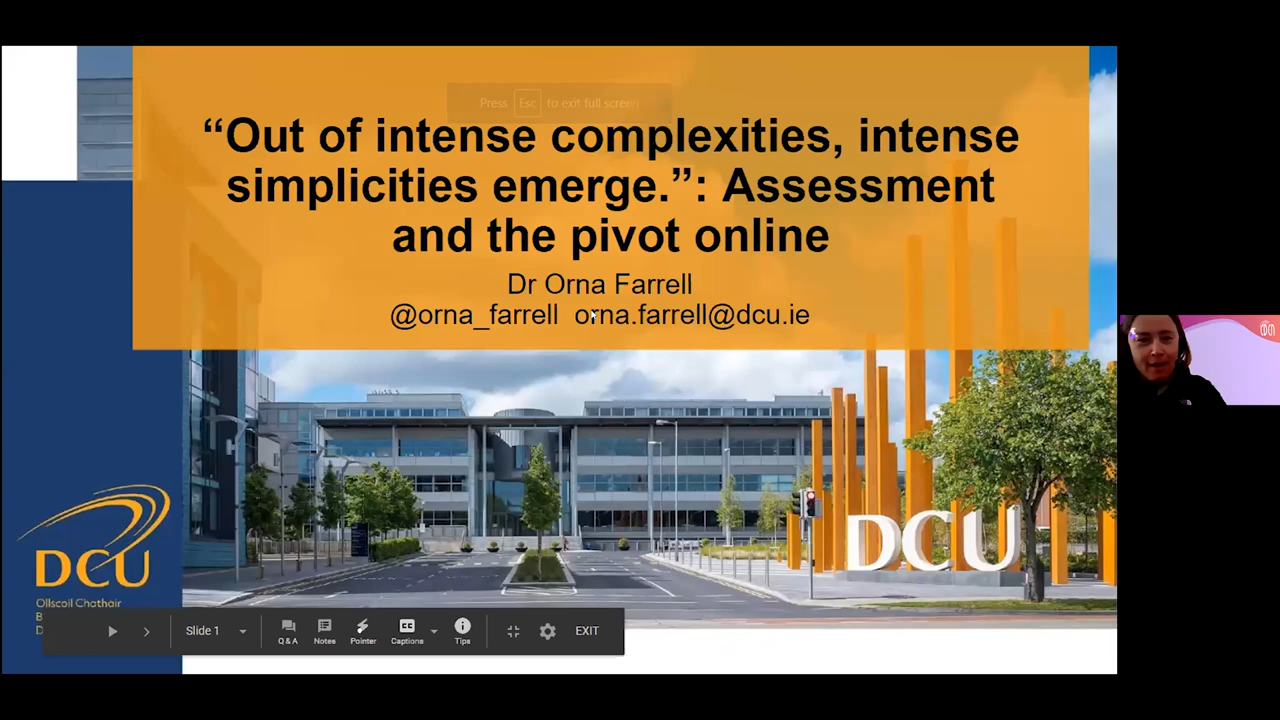 Press Esc to exit full screen
“Out of intense complexities, intense
simplicities emerge.”: Assessment
and the pivot online
Dr Orna Farrell
@orna_farrell orna.farrell@dcu.ie
DCU
DCU
Ollscoil Chathair
B
D
Slide 1
Q & A
Notes
Pointer
Captions
Tips
EXIT